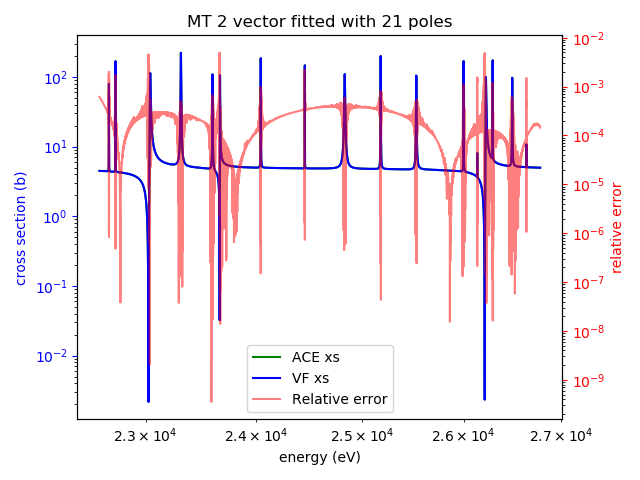 MT 2 vector fitted with 21 poles
10² 10¹ 10⁰ 10⁻¹ 10⁻²
cross section (b)
10⁻² 10⁻³ 10⁻⁴ 10⁻⁵ 10⁻⁶ 10⁻⁷ 10⁻⁸ 10⁻⁹
relative error
ACE xs
VF xs
Relative error
2.3 × 10⁴ 2.4 × 10⁴ 2.5 × 10⁴ 2.6 × 10⁴ 2.7 × 10⁴
energy (eV)